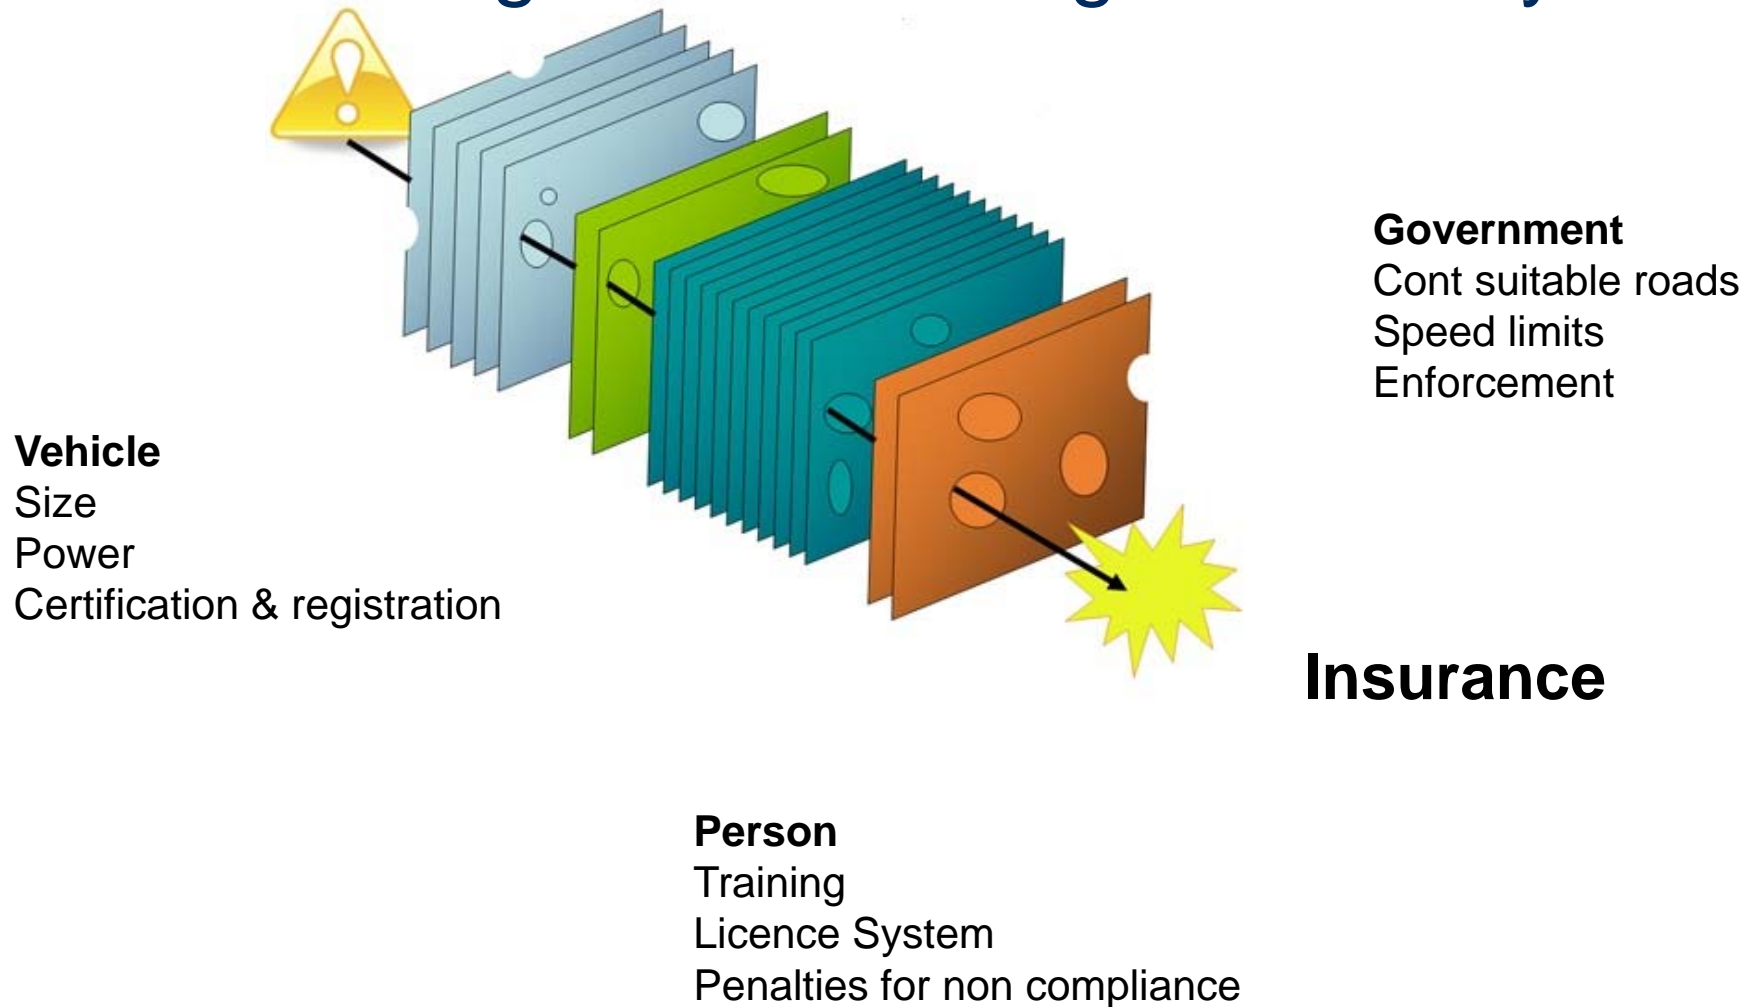 Government
Cont suitable roads
Speed limits
Enforcement
Vehicle
Size
Power
Certification & registration
Insurance
Person
Training
Licence System
Penalties for non compliance